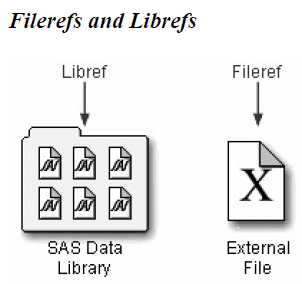 Filerefs and Librefs
Libref
Fileref
X
SAS Data
Library
External
File